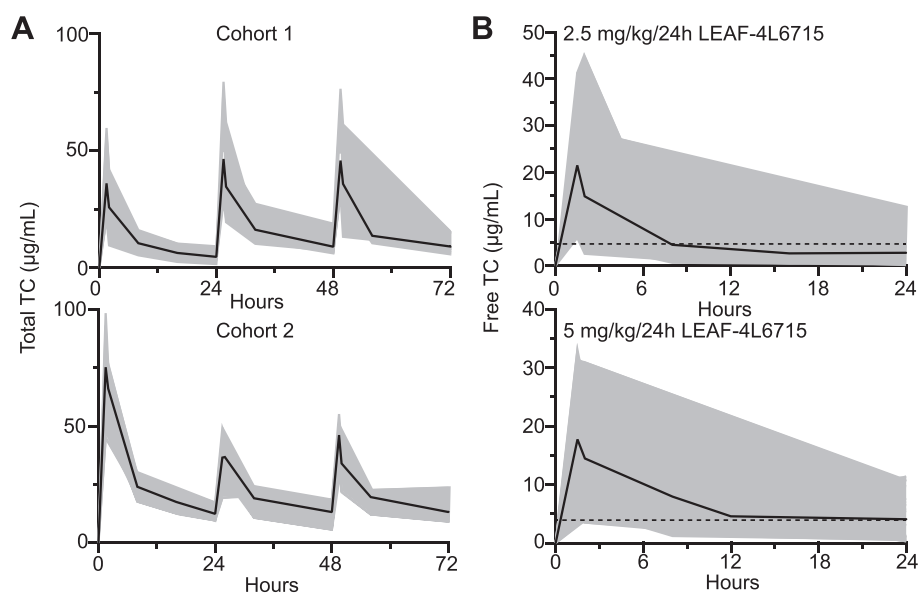 A
Cohort 1
100
50
0
0 24 48 72
Hours
Total TC (µg/mL)
Cohort 2
100
50
0
0 24 48 72
Hours
B
2.5 mg/kg/24h LEAF-4L6715
50
40
30
20
10
0
0 6 12 18 24
Hours
Free TC (µg/mL)
5 mg/kg/24h LEAF-4L6715
40
30
20
10
0
0 6 12 18 24
Hours